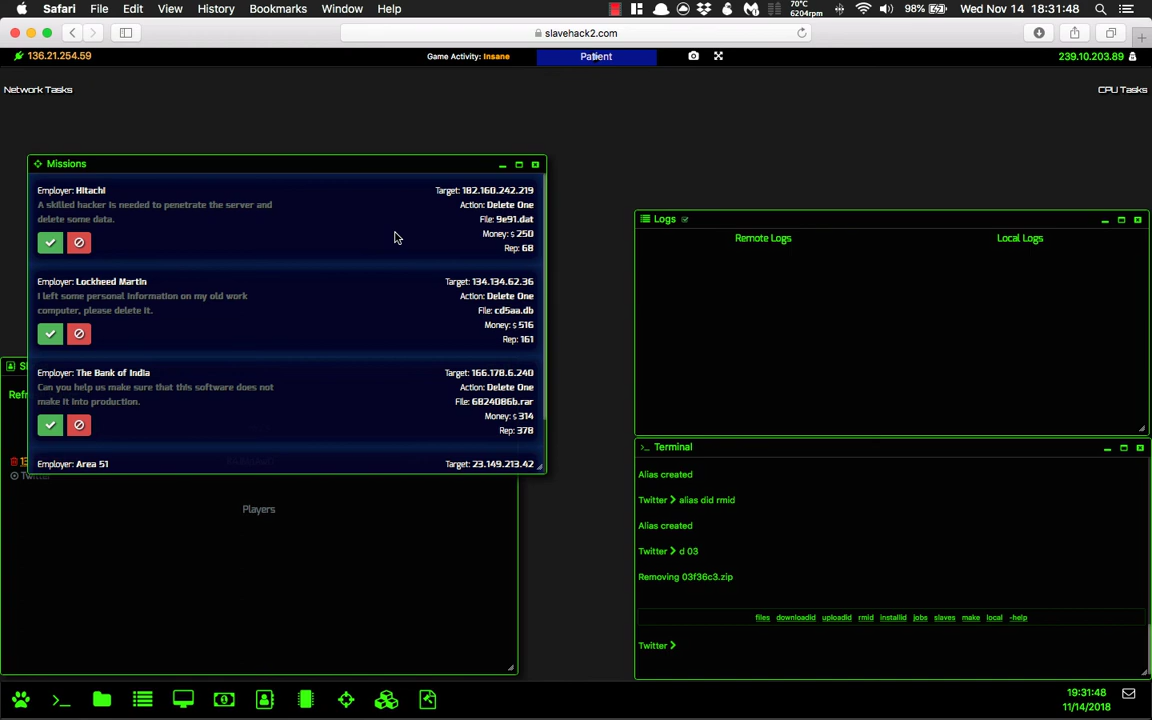 Safari File Edit View History Bookmarks Window Help
70°C
6204rpm
98%
Wed Nov 14 18:31:48
slavehack2.com
136.21.254.59
Game Activity: Insane
Patient
239.10.203.89
Network Tasks
CPU Tasks
Missions
Employer: Hitachi
A skilled hacker is needed to penetrate the server and
delete some data.
Target: 182.160.242.219
Action: Delete One
File: 9e91.dat
Money: $ 250
Rep: 68
Employer: Lockheed Martin
I left some personal information on my old work
computer, please delete it.
Target: 134.134.62.36
Action: Delete One
File: cd5aa.db
Money: $ 516
Rep: 161
Employer: The Bank of India
Can you help us make sure that this software does not
make it into production.
Target: 166.178.6.240
Action: Delete One
File: 6824086b.rar
Money: $ 314
Rep: 378
Employer: Area 51
Target: 23.149.213.42
Twitter
Players
Logs
Remote Logs
Local Logs
Terminal
Alias created
Twitter > alias did rmid
Alias created
Twitter > d 03
Removing 03f36c3.zip
files downloadid uploadid rmid installid jobs slaves make local -help
Twitter >
19:31:48
11/14/2018